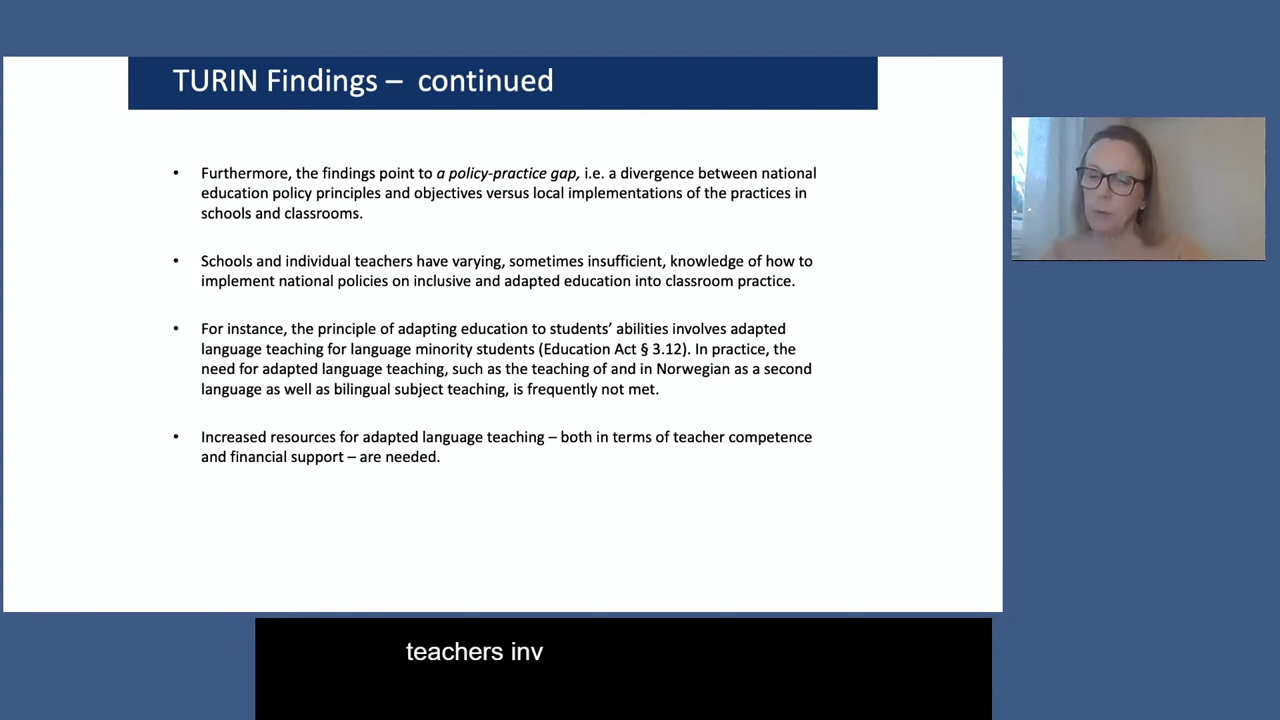 TURIN Findings – continued
• Furthermore, the findings point to a policy-practice gap, i.e. a divergence between national
education policy principles and objectives versus local implementations of the practices in
schools and classrooms.
• Schools and individual teachers have varying, sometimes insufficient, knowledge of how to
implement national policies on inclusive and adapted education into classroom practice.
• For instance, the principle of adapting education to students’ abilities involves adapted
language teaching for language minority students (Education Act § 3.12). In practice, the
need for adapted language teaching, such as the teaching of and in Norwegian as a second
language as well as bilingual subject teaching, is frequently not met.
• Increased resources for adapted language teaching – both in terms of teacher competence
and financial support – are needed.
teachers inv